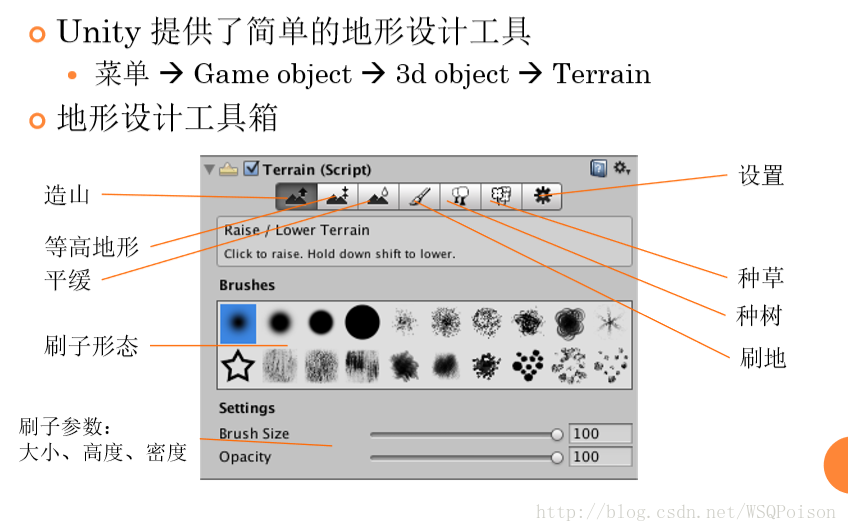 Unity 提供了简单的地形设计工具
菜单 → Game object → 3d object → Terrain
地形设计工具箱
Terrain (Script)
造山
设置
Raise / Lower Terrain
等高地形
Click to raise. Hold down shift to lower.
平缓
种草
Brushes
种树
刷子形态
刷地
Settings
刷子参数：
Brush Size 100
大小、高度、密度
Opacity 100
http://blog.csdn.net/WSQPoison